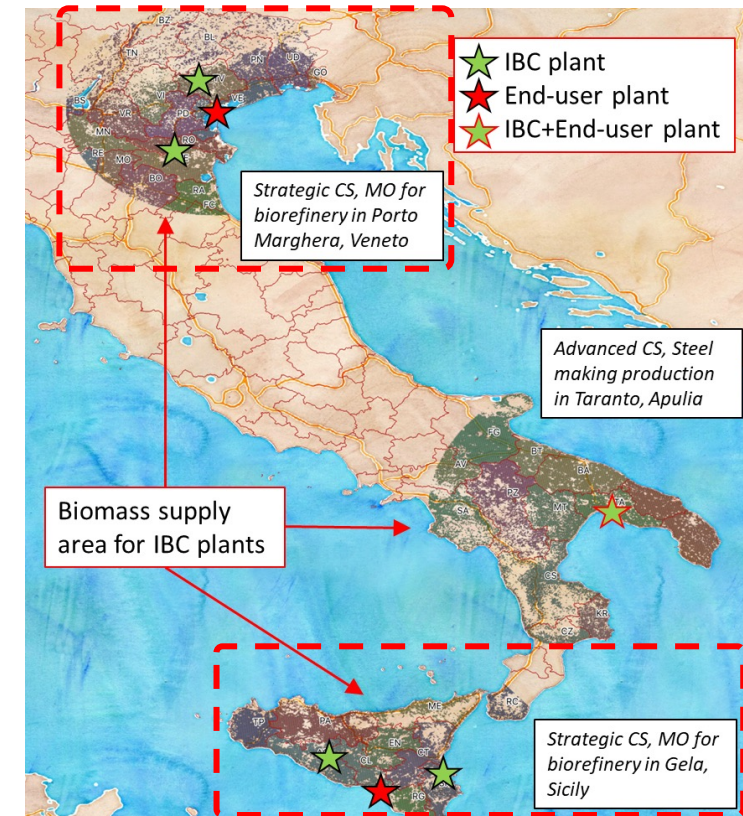 BZ
BL
TN
PN
UD
GO
IBC plant
End-user plant
IBC+End-user plant
BS
VR
VI
PD
VE
MN
RO
RE
MO
BO
RA
FC
Strategic CS, MO for
biorefinery in Porto
Marghera, Veneto
Advanced CS, Steel
making production
in Taranto, Apulia
FG
BT
BA
AV
PZ
MT
SA
Biomass supply
area for IBC plants
CS
KR
CZ
RC
ME
TP
PA
EN
CT
CL
RG
Strategic CS, MO for
biorefinery in Gela,
Sicily